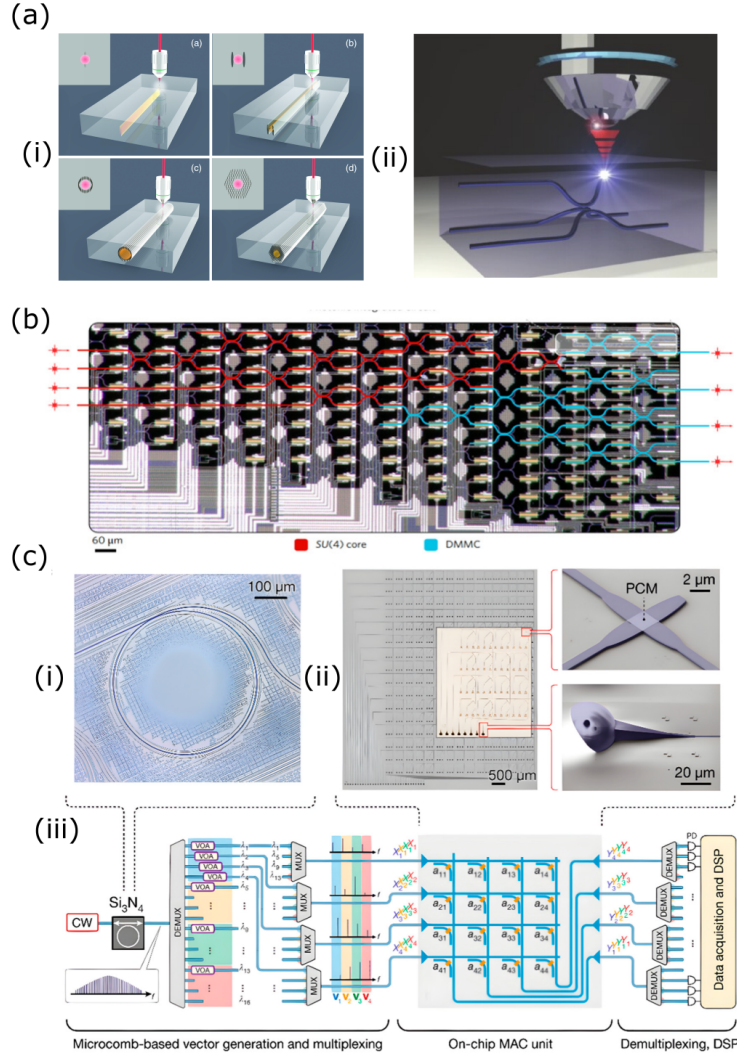 (a)
(i)
(a)
(b)
(c)
(d)
(ii)
(b)
60 μm
SU(4) core
DMMC
(c)
(i)
100 μm
(ii)
500 μm
PCM
2 μm
20 μm
(iii)
CW
Si3N4
f
DEMUX
VOA λ1
VOA λ2
VOA
VOA λ4
VOA λ5
VOA λ9
VOA λ13
λ16
λ1
λ5
λ9
λ13
MUX
MUX
MUX
MUX
f
f
f
f
V1 V2 V3 V4
a11 a12 a13 a14
a21 a22 a23 a24
a31 a32 a33 a34
a41 a42 a43 a44
DEMUX
DEMUX
DEMUX
DEMUX
PD
Data acquisition and DSP
Microcomb-based vector generation and multiplexing
On-chip MAC unit
Demultiplexing, DSP